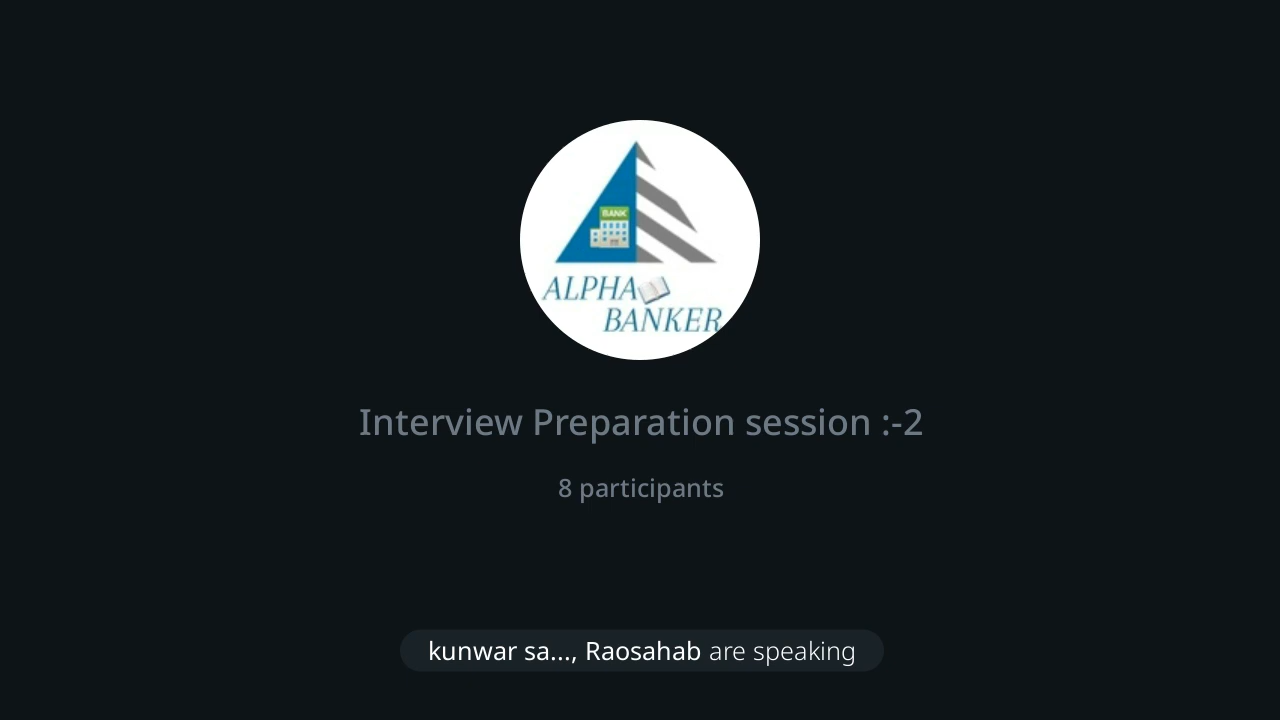 BANK
ALPHA
BANKER
Interview Preparation session :-2
8 participants
kunwar sa..., Raosahab are speaking